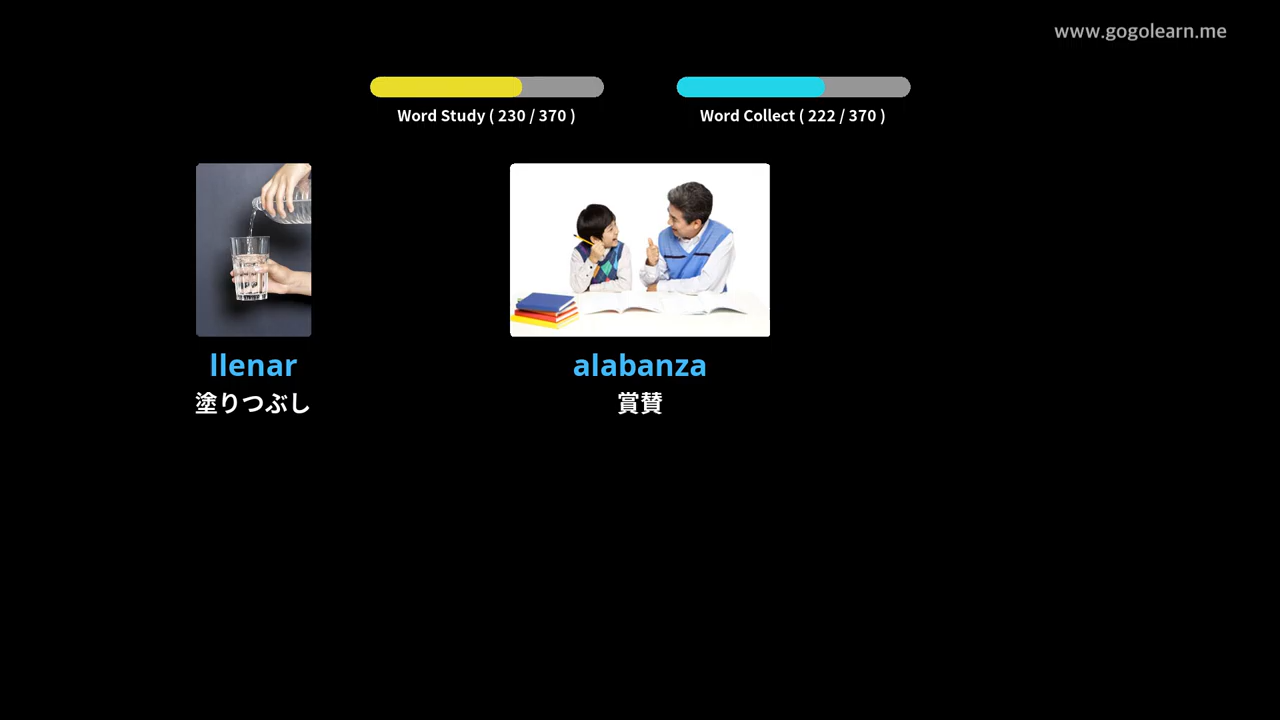 www.gogolearn.me
Word Study ( 230 / 370 )
Word Collect ( 222 / 370 )
llenar
塗りつぶし
alabanza
賞賛